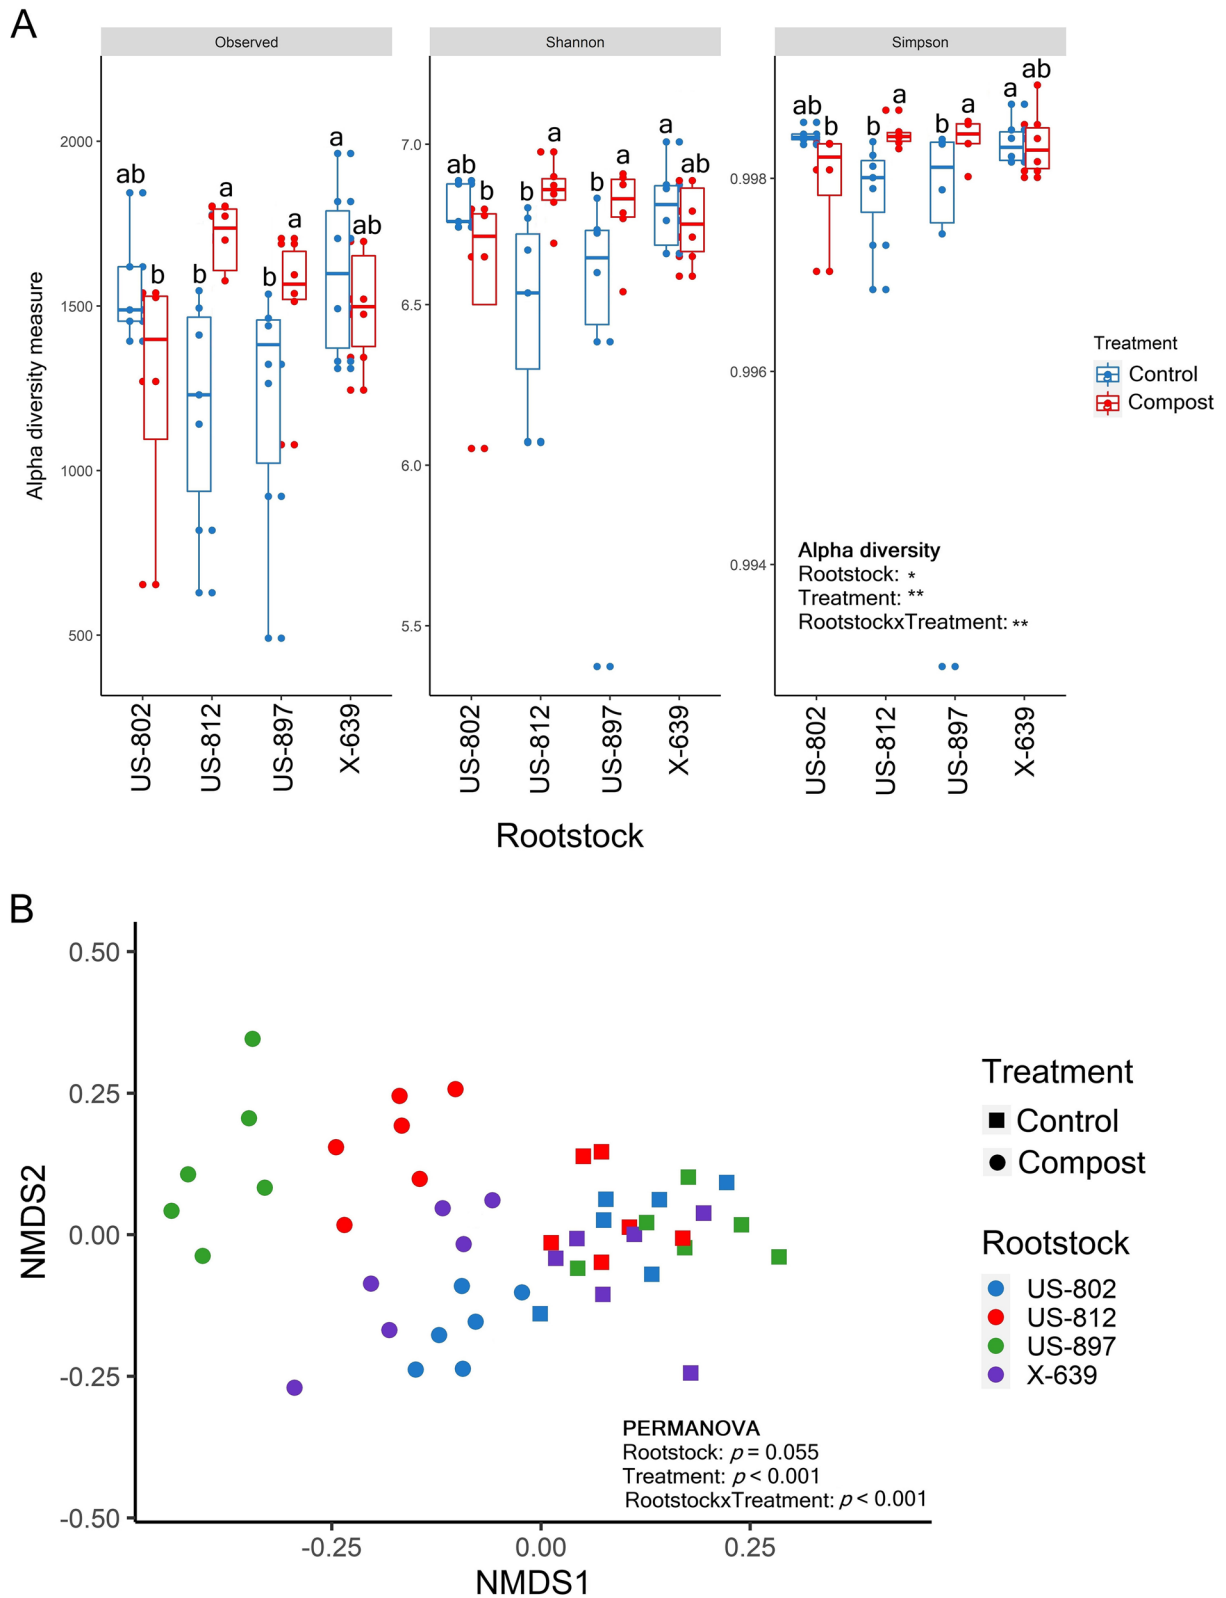 A
Observed
Shannon
Simpson
Alpha diversity measure
2000
1500
1000
500
7.0
6.5
6.0
5.5
0.998
0.996
0.994
ab b b a b a a ab
ab b b a b a a ab
ab b b a b a a ab
Treatment
Control
Compost
Alpha diversity
Rootstock: *
Treatment: **
RootstockxTreatment: **
US-802 US-812 US-897 X-639
US-802 US-812 US-897 X-639
US-802 US-812 US-897 X-639
Rootstock
B
NMDS2
0.50
0.25
0.00
-0.25
-0.50
Treatment
Control
Compost
Rootstock
US-802
US-812
US-897
X-639
PERMANOVA
Rootstock: p = 0.055
Treatment: p < 0.001
RootstockxTreatment: p < 0.001
-0.25 0.00 0.25
NMDS1